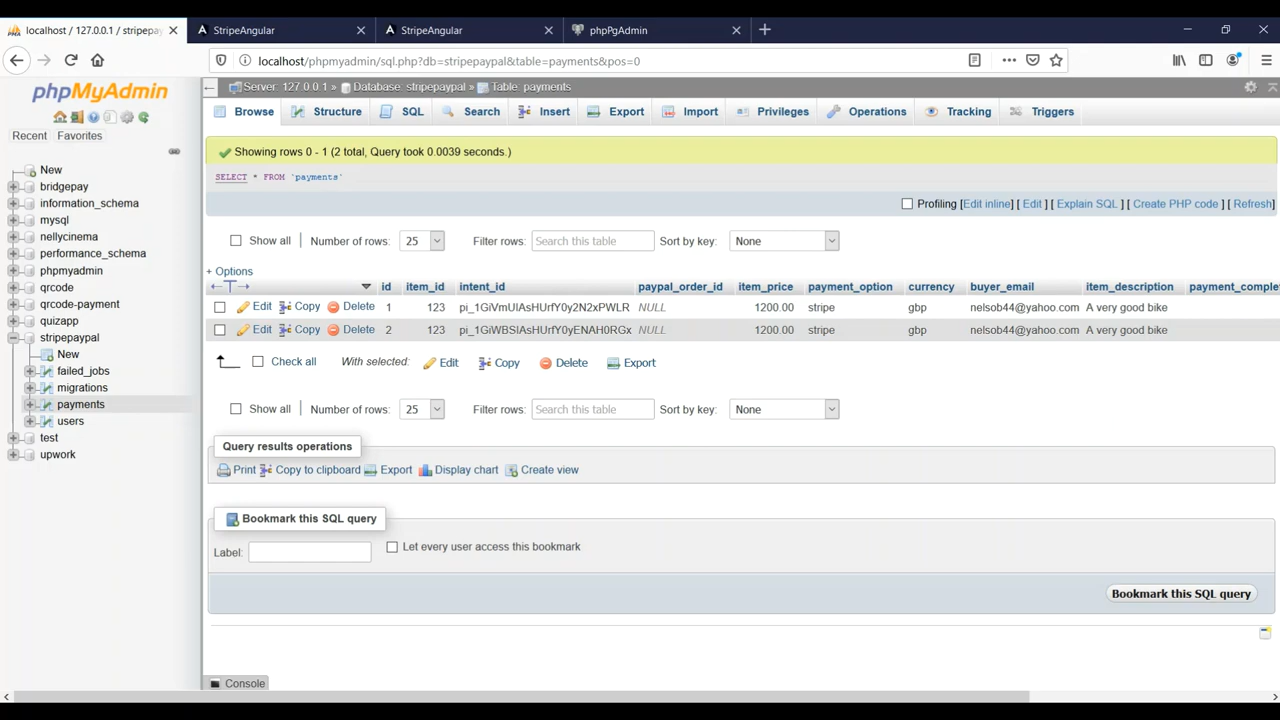 localhost / 127.0.0.1 / stripepay
StripeAngular
StripeAngular
phpPgAdmin
localhost/phpmyadmin/sql.php?db=stripepaypal&table=payments&pos=0
phpMyAdmin
Recent Favorites
New
bridgepay
information_schema
mysql
nellycinema
performance_schema
phpmyadmin
qrcode
qrcode-payment
quizapp
stripepaypal
New
failed_jobs
migrations
payments
users
test
upwork
Server: 127.0.0.1 » Database: stripepaypal » Table: payments
Browse Structure SQL Search Insert Export Import Privileges Operations Tracking Triggers
Showing rows 0 - 1 (2 total, Query took 0.0039 seconds.)
SELECT * FROM `payments`
Profiling [Edit inline] [ Edit ] [ Explain SQL ] [ Create PHP code ] [ Refresh]
Show all | Number of rows: 25 Filter rows: Search this table Sort by key: None
+ Options
id item_id intent_id paypal_order_id item_price payment_option currency buyer_email item_description payment_comple
Edit Copy Delete 1 123 pi_1GiVmUIAsHUrfY0y2N2xPWLR NULL 1200.00 stripe gbp nelsob44@yahoo.com A very good bike
Edit Copy Delete 2 123 pi_1GiWBSIAsHUrfY0yENAH0RGx NULL 1200.00 stripe gbp nelsob44@yahoo.com A very good bike
Check all With selected: Edit Copy Delete Export
Show all | Number of rows: 25 Filter rows: Search this table Sort by key: None
Query results operations
Print Copy to clipboard Export Display chart Create view
Bookmark this SQL query
Label: Let every user access this bookmark
Bookmark this SQL query
Console